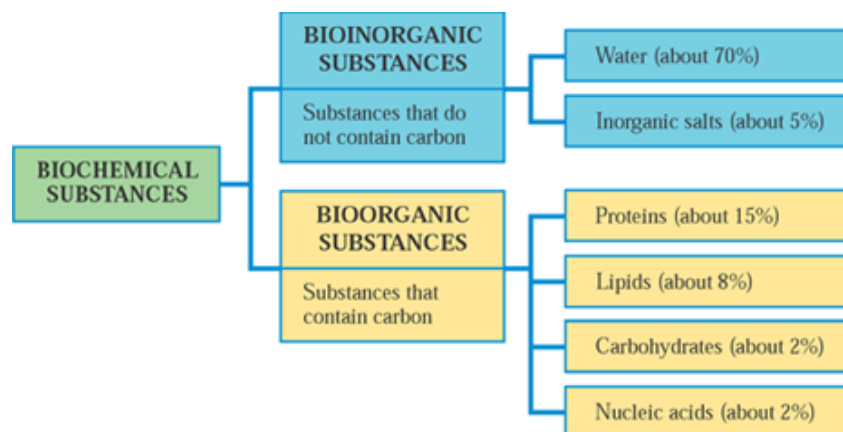 BIOCHEMICAL
SUBSTANCES
BIOINORGANIC
SUBSTANCES
Substances that do
not contain carbon
Water (about 70%)
Inorganic salts (about 5%)
BIOORGANIC
SUBSTANCES
Substances that
contain carbon
Proteins (about 15%)
Lipids (about 8%)
Carbohydrates (about 2%)
Nucleic acids (about 2%)